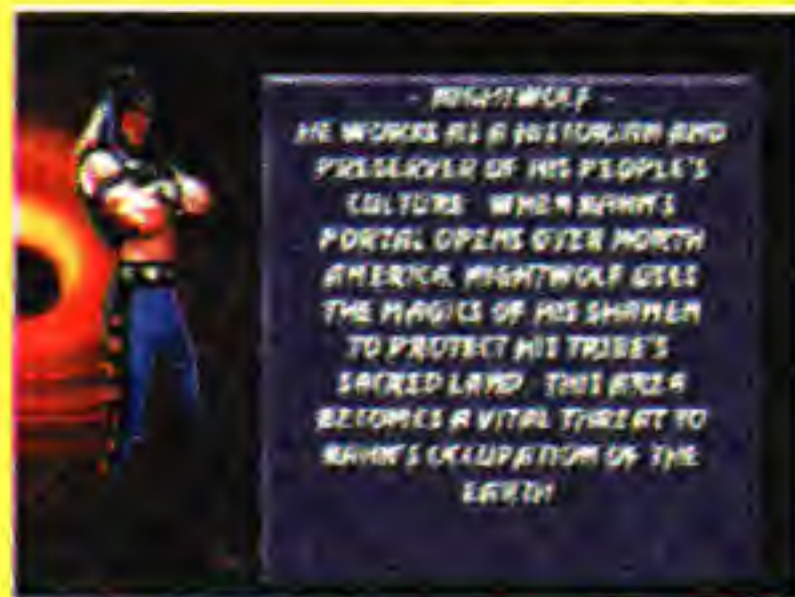 - NIGHTWOLF -
HE WORKS AS A HISTORIAN AND
PRESERVER OF HIS PEOPLE'S
CULTURE WHEN KAHN'S
PORTAL OPENS OVER NORTH
AMERICA, NIGHTWOLF USES
THE MAGICS OF HIS SHAMEN
TO PROTECT HIS TRIBE'S
SACRED LAND THIS AREA
BECOMES A VITAL THREAT TO
KAHN'S OCCUPATION OF THE
EARTH